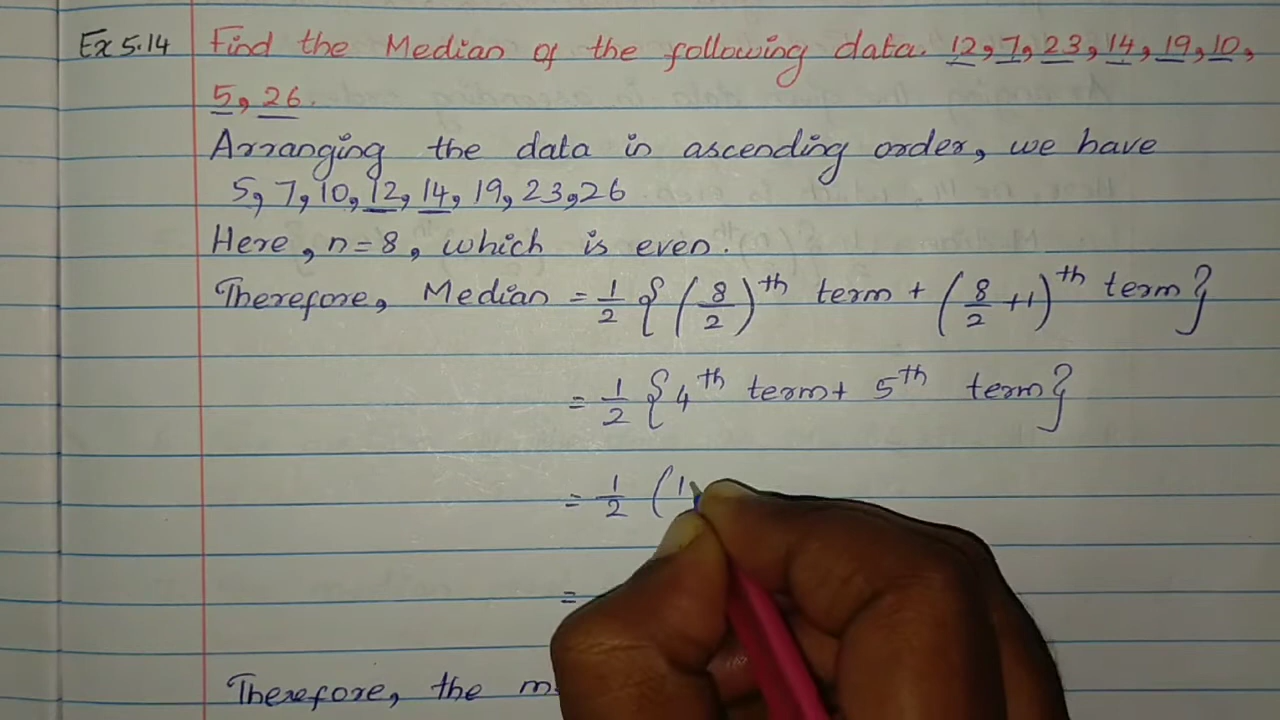 Ex 5.14 Find the Median of the following data. 12, 7, 23, 14, 19, 10,
5, 26.
Arranging the data in ascending order, we have
5, 7, 10, 12, 14, 19, 23, 26
Here, n = 8, which is even.
Therefore, Median = 1/2 { (8/2)th term + (8/2 + 1)th term }
= 1/2 { 4th term + 5th term }
= 1/2 (1
=
Therefore, the m